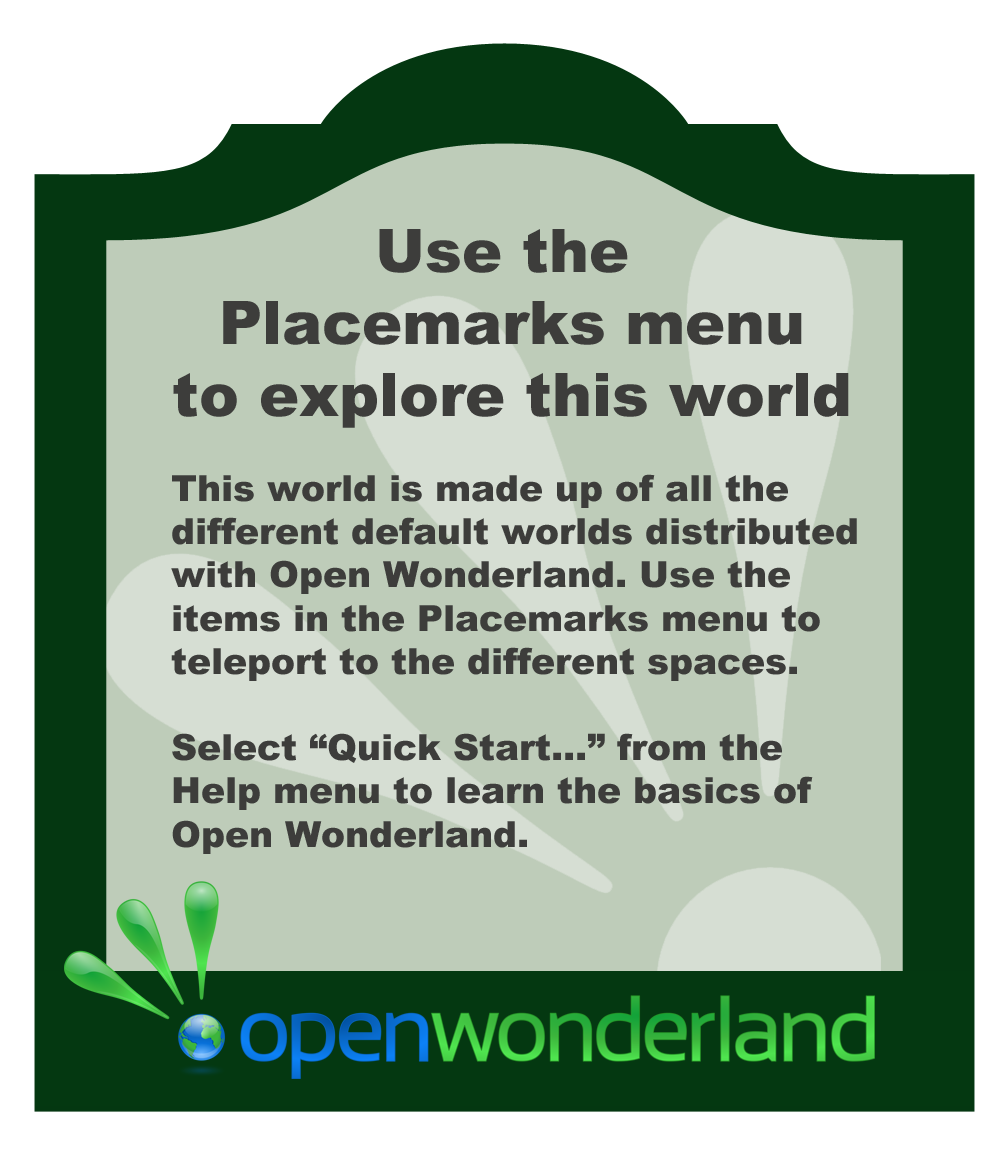 Use the
Placemarks menu
to explore this world
This world is made up of all the
different default worlds distributed
with Open Wonderland. Use the
items in the Placemarks menu to
teleport to the different spaces.
Select “Quick Start...” from the
Help menu to learn the basics of
Open Wonderland.
openwonderland